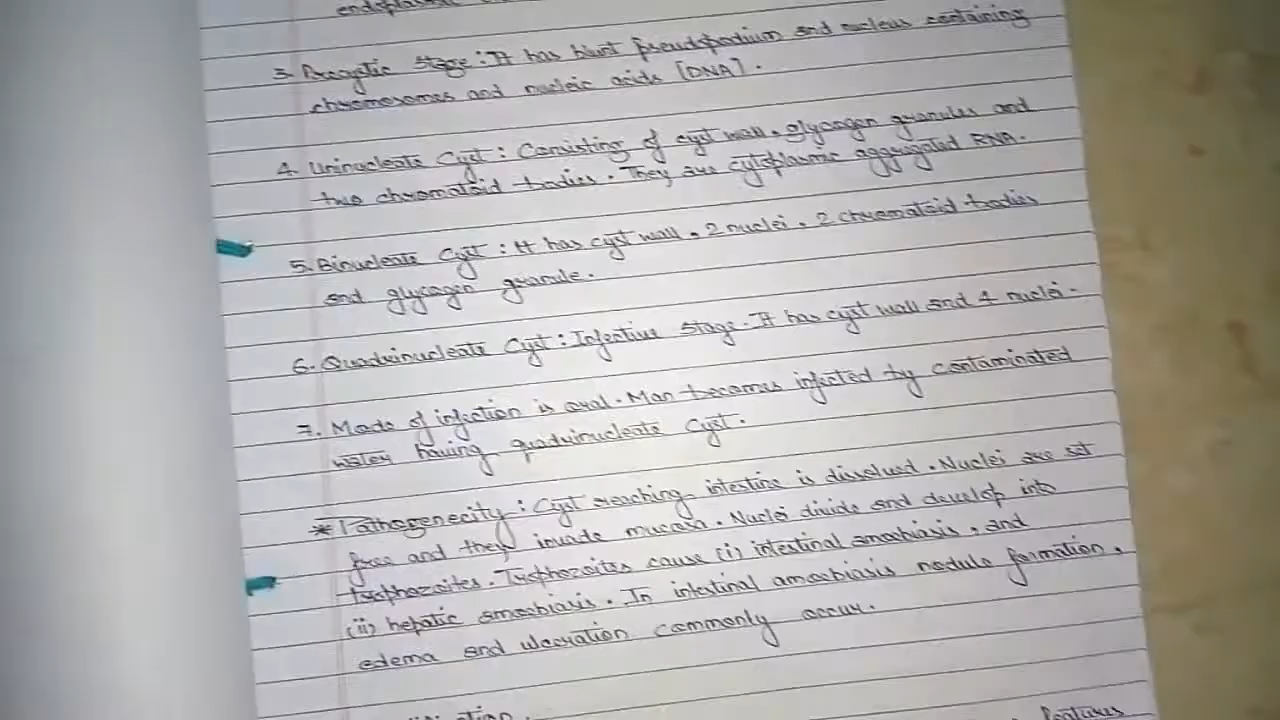 3. Precystic Stage : It has blunt pseudopodium and nucleus containing
chromosomes and nucleic acids [DNA].
4. Uninucleate Cyst : Consisting of cyst wall, glycogen granules and
two chromatoid bodies. They are cytoplasmic aggregated RNA.
5. Binucleate Cyst : It has cyst wall, 2 nuclei, 2 chromatoid bodies
and glycogen granule.
6. Quadrinucleate Cyst : Infective Stage. It has cyst wall and 4 nuclei.
7. Mode of infection is oral. Man becomes infected by contaminated
water having quadrinucleate Cyst.
* Pathogenecity : Cyst reaching intestine is dissolved. Nuclei are set
free and they invade mucosa. Nuclei divide and develop into
trophozoites. Trophozoites cause (i) intestinal amoebiasis, and
(ii) hepatic amoebiasis. In intestinal amoebiasis nodule formation,
edema and ulceration commonly occur.